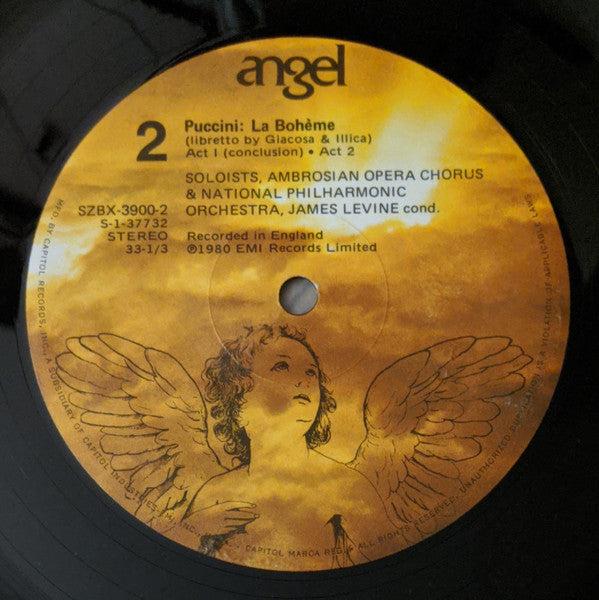 angel
2
Puccini: La Bohème
(libretto by Giacosa & Illica)
Act I (conclusion) • Act 2
SOLOISTS, AMBROSIAN OPERA CHORUS
& NATIONAL PHILHARMONIC
ORCHESTRA, JAMES LEVINE cond.
SZBX-3900-2
S-1-37732
STEREO
33-1/3
Recorded in England
℗1980 EMI Records Limited
MFD. BY CAPITOL RECORDS, INC., A SUBSIDIARY OF CAPITOL INDUSTRIES-EMI, INC.
CAPITOL MARCA REG. • ALL RIGHTS RESERVED. UNAUTHORIZED DUPLICATION IS A VIOLATION OF APPLICABLE LAWS